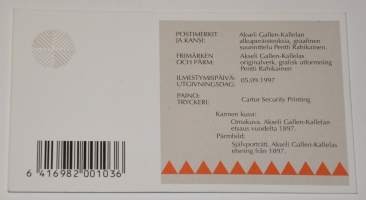 POSTIMERKIT Akseli Gallen-Kallelan
JA KANSI: alkuperäisteoksia, graafinen
suunnittelu Pentti Rahikainen.
FRIMÄRKEN Akseli Gallen-Kallelas
OCH PÄRM: originalverk, grafisk utformning
Pentti Rahikainen
ILMESTYMISPÄIVÄ:
UTGIVNINGSDAG: 05.09.1997
PAINO:
TRYCKERI: Cartor Security Printing
Kannen kuva:
Omakuva. Akseli Gallen-Kallelan
etsaus vuodelta 1897.
Pärmbild:
Självporträtt. Akseli Gallen-Kallelas
etsning från 1897.
6 416982 001036